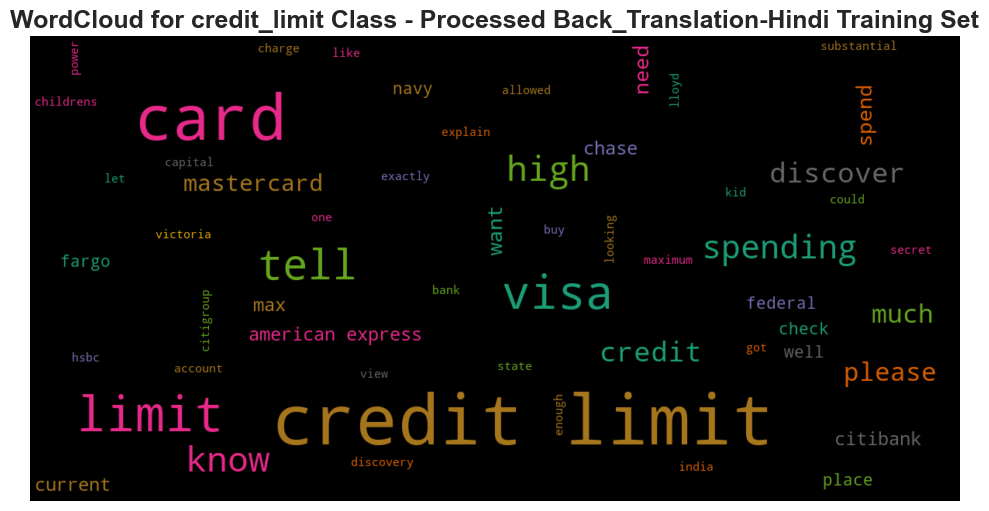 WordCloud for credit_limit Class - Processed Back_Translation-Hindi Training Set
power
charge
like
need
substantial
childrens
card
navy
allowed
lloyd
spend
explain
chase
capital
high
discover
let
mastercard
exactly
kid
could
one
want
buy
looking
victoria
spending
secret
fargo
tell
maximum
visa
bank
citigroup
max
federal
much
american express
check
hsbc
credit
got
well
account
view
state
please
limit
credit limit
enough
know
citibank
discovery
india
current
place